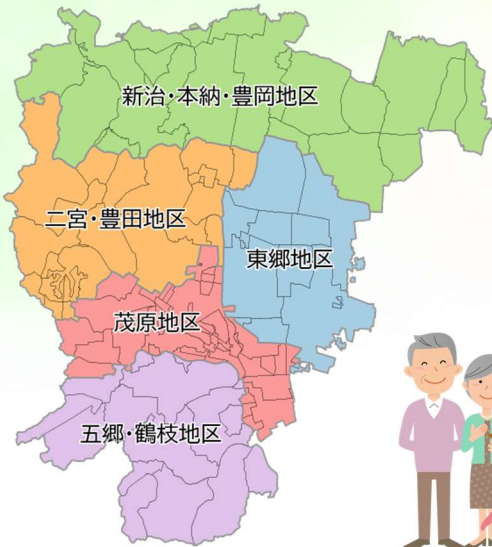 新治・本納・豊岡地区
二宮・豊田地区
東郷地区
茂原地区
五郷・鶴枝地区